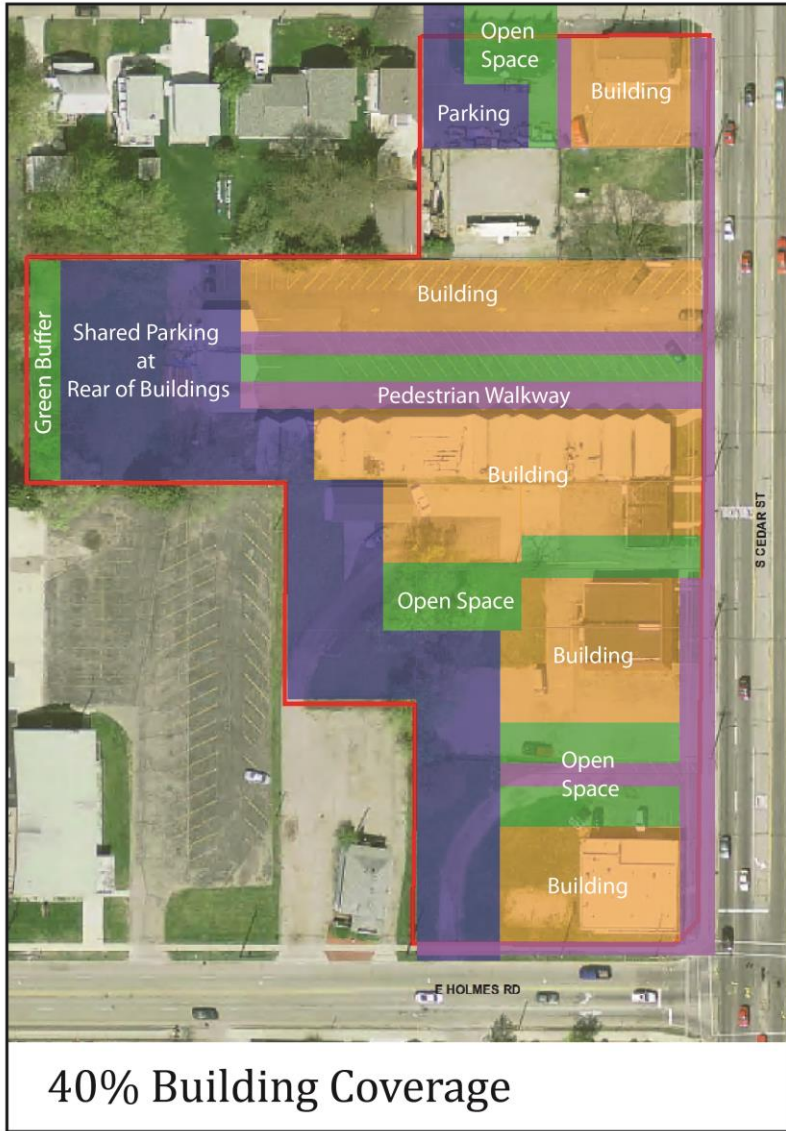 Open
Space
Building
Parking
Building
Green Buffer
Shared Parking
at
Rear of Buildings
Pedestrian Walkway
Building
S CEDAR ST
Open Space
Building
Open
Space
Building
E HOLMES RD
40% Building Coverage